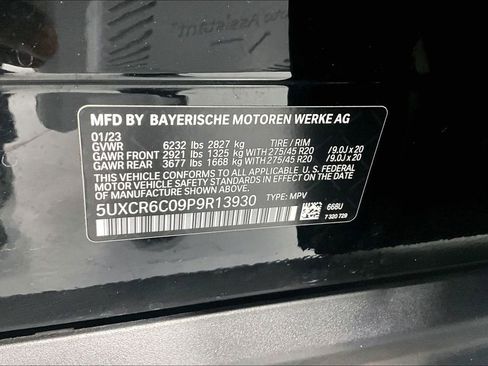 MFD BY BAYERISCHE MOTOREN WERKE AG
01/23
GVWR 6232 lbs 2827 kg TIRE / RIM
GAWR FRONT 2921 lbs 1325 kg WITH 275/45 R20 /9.0J x 20
GAWR REAR 3677 lbs 1668 kg WITH 275/45 R20 /9.0J x 20
THIS VEHICLE CONFORMS TO ALL APPLICABLE U.S. FEDERAL
MOTOR VEHICLE SAFETY STANDARDS IN EFFECT ON THE DATE
OF MANUFACTURE SHOWN ABOVE.
5UXCR6C09P9R13930 TYPE: MPV
668U
7 320 729